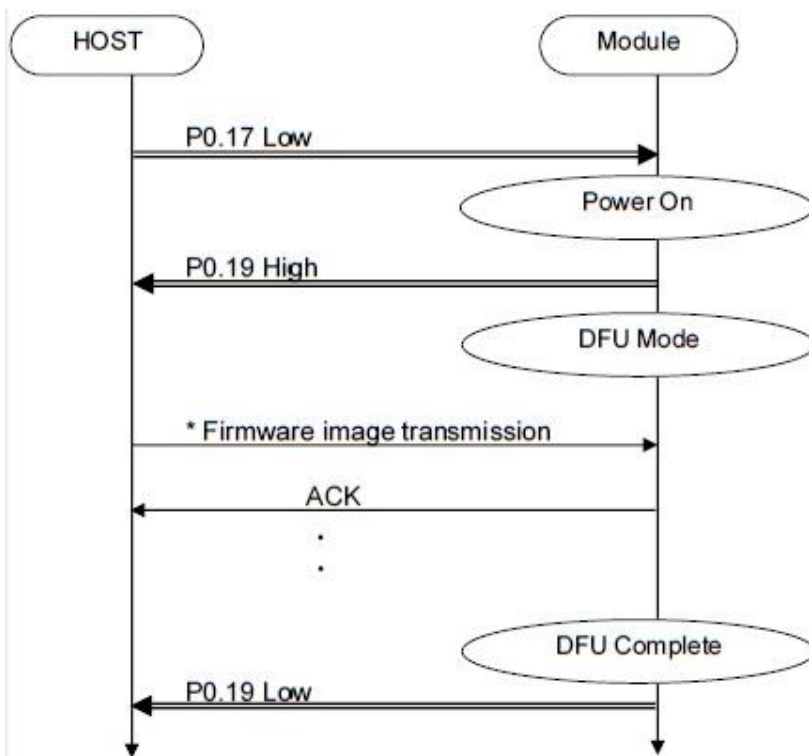 HOST
Module
P0.17 Low
Power On
P0.19 High
DFU Mode
* Firmware image transmission
ACK
.
.
DFU Complete
P0.19 Low